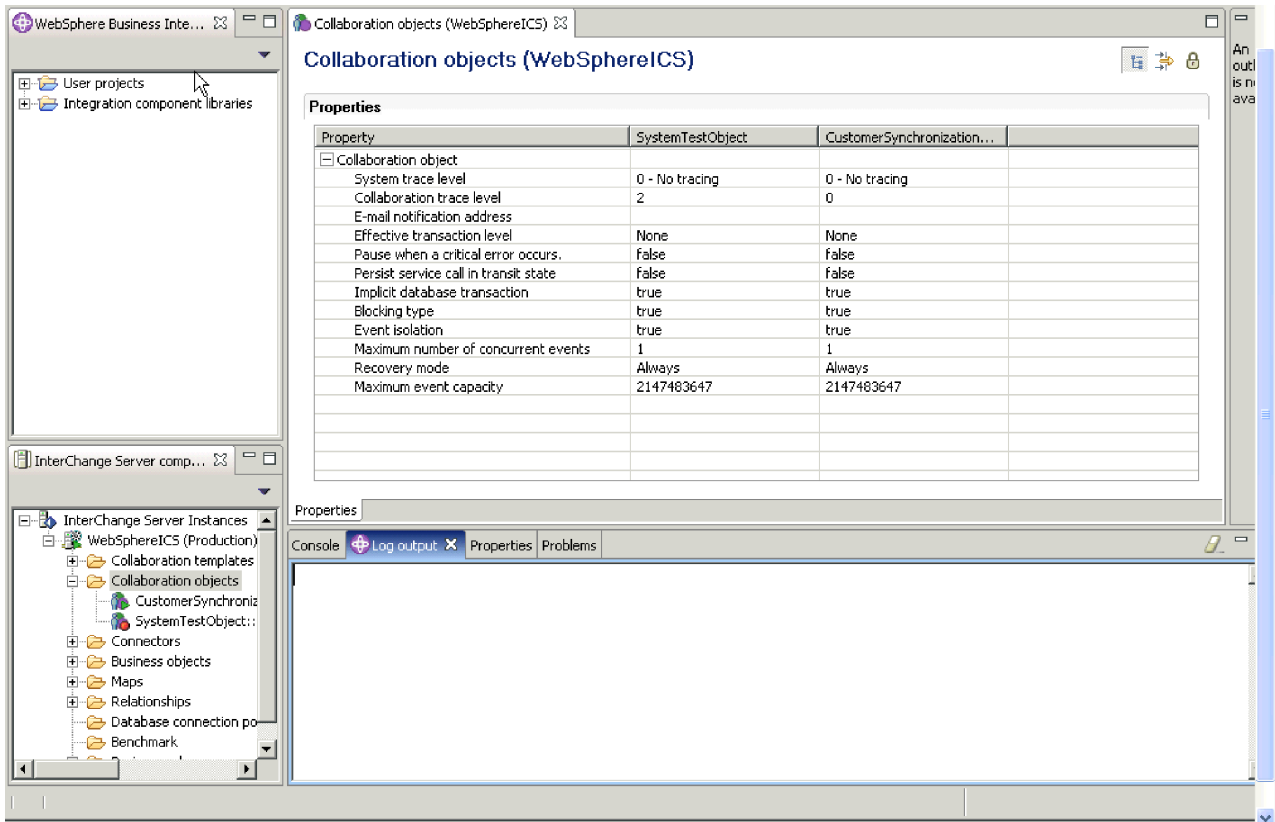 WebSphere Business Inte...
User projects
Integration component libraries
Collaboration objects (WebSphereICS)
Collaboration objects (WebSphereICS)
Properties
Property SystemTestObject CustomerSynchronization...
Collaboration object
System trace level 0 - No tracing 0 - No tracing
Collaboration trace level 2 0
E-mail notification address
Effective transaction level None None
Pause when a critical error occurs. false false
Persist service call in transit state false false
Implicit database transaction true true
Blocking type true true
Event isolation true true
Maximum number of concurrent events 1 1
Recovery mode Always Always
Maximum event capacity 2147483647 2147483647
Properties
An
outl
is n
ava
InterChange Server comp...
InterChange Server Instances
WebSphereICS (Production)
Collaboration templates
Collaboration objects
CustomerSynchroniz
SystemTestObject::
Connectors
Business objects
Maps
Relationships
Database connection po
Benchmark
Console Log output Properties Problems